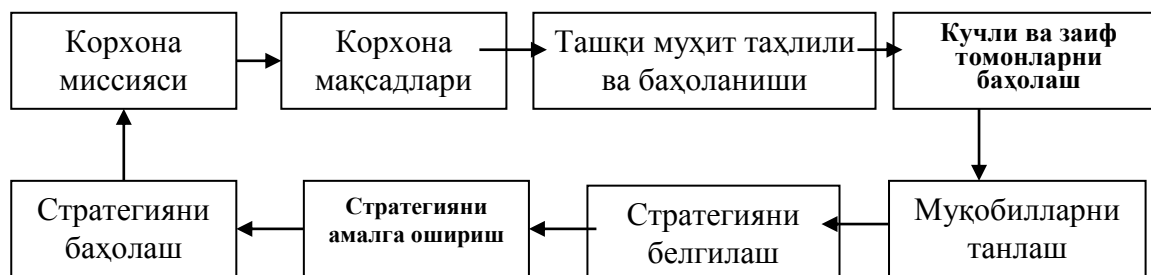 Корхона
миссияси
Корхона
мақсадлари
Ташқи муҳит таҳлили
ва баҳоланиши
Кучли ва заиф
томонларни
баҳолаш
Стратегияни
баҳолаш
Стратегияни
амалга ошириш
Стратегияни
белгилаш
Муқобилларни
танлаш